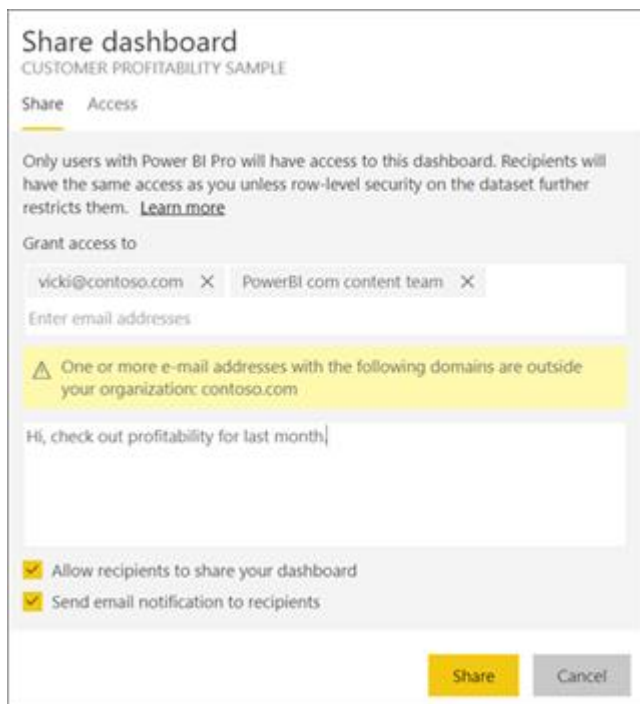 Share dashboard
CUSTOMER PROFITABILITY SAMPLE
Share Access
Only users with Power BI Pro will have access to this dashboard. Recipients will
have the same access as you unless row-level security on the dataset further
restricts them. Learn more
Grant access to
vicki@contoso.com PowerBI com content team
Enter email addresses
One or more e-mail addresses with the following domains are outside
your organization: contoso.com
Hi, check out profitability for last month.
Allow recipients to share your dashboard
Send email notification to recipients
Share Cancel